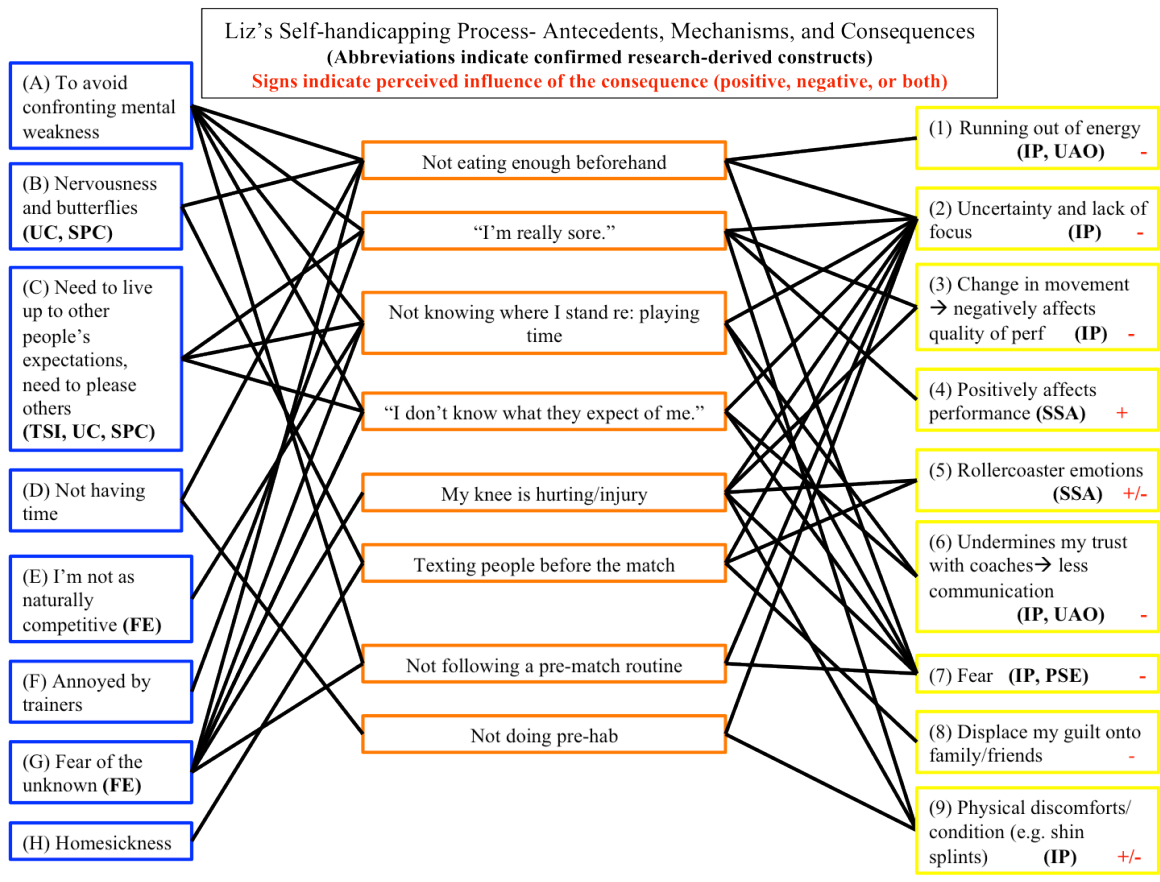 Liz’s Self-handicapping Process- Antecedents, Mechanisms, and Consequences
(Abbreviations indicate confirmed research-derived constructs)
Signs indicate perceived influence of the consequence (positive, negative, or both)
(A) To avoid
confronting mental
weakness
(B) Nervousness
and butterflies
(UC, SPC)
(C) Need to live
up to other
people’s
expectations,
need to please
others
(TSI, UC, SPC)
(D) Not having
time
(E) I’m not as
naturally
competitive (FE)
(F) Annoyed by
trainers
(G) Fear of the
unknown (FE)
(H) Homesickness
Not eating enough beforehand
“I’m really sore.”
Not knowing where I stand re: playing
time
“I don’t know what they expect of me.”
My knee is hurting/injury
Texting people before the match
Not following a pre-match routine
Not doing pre-hab
(1) Running out of energy
(IP, UAO) -
(2) Uncertainty and lack of
focus (IP) -
(3) Change in movement
→ negatively affects
quality of perf (IP) -
(4) Positively affects
performance (SSA) +
(5) Rollercoaster emotions
(SSA) +/-
(6) Undermines my trust
with coaches→ less
communication
(IP, UAO) -
(7) Fear (IP, PSE) -
(8) Displace my guilt onto
family/friends -
(9) Physical discomforts/
condition (e.g. shin
splints) (IP) +/-